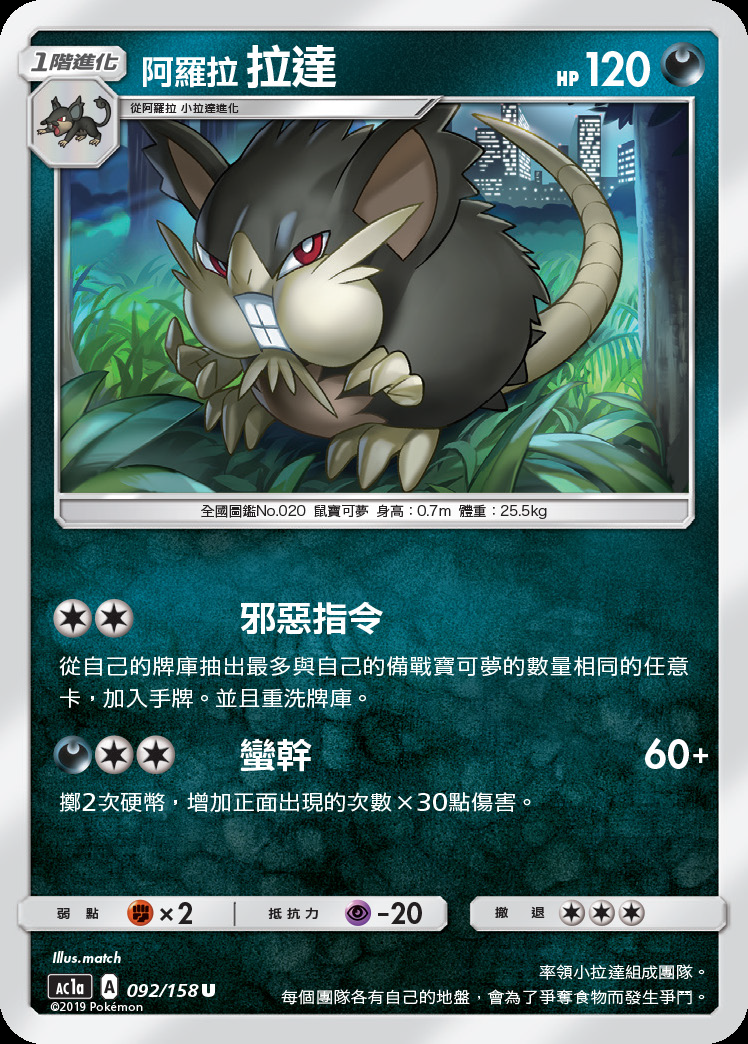 1階進化
阿羅拉 拉達
HP 120
從阿羅拉 小拉達進化
全國圖鑑No.020 鼠寶可夢 身高：0.7m 體重：25.5kg
邪惡指令
從自己的牌庫抽出最多與自己的備戰寶可夢的數量相同的任意
卡，加入手牌。並且重洗牌庫。
蠻幹 60+
擲2次硬幣，增加正面出現的次數×30點傷害。
弱點 ×2 抵抗力 -20 撤退
Illus.match
AC1a A 092/158 U
©2019 Pokémon
率領小拉達組成團隊。
每個團隊各有自己的地盤，會為了爭奪食物而發生爭鬥。